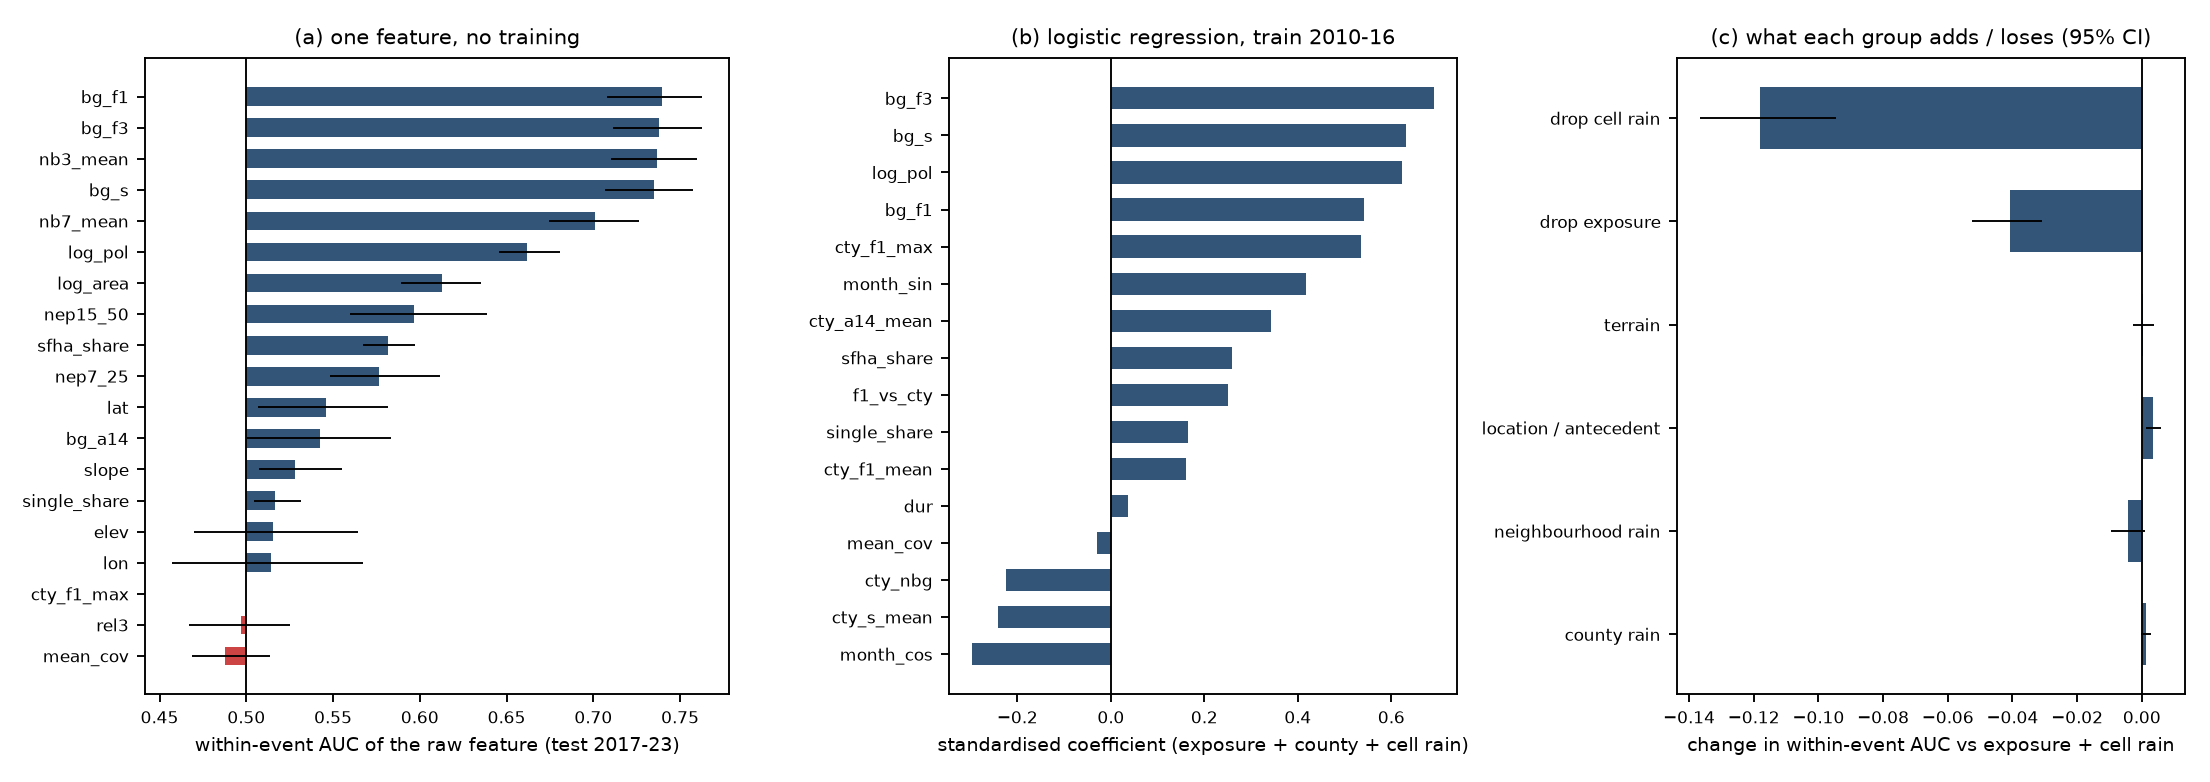 (a) one feature, no training
bg_f1
bg_f3
nb3_mean
bg_s
nb7_mean
log_pol
log_area
nep15_50
sfha_share
nep7_25
lat
bg_a14
slope
single_share
elev
lon
cty_f1_max
rel3
mean_cov
0.45 0.50 0.55 0.60 0.65 0.70 0.75
within-event AUC of the raw feature (test 2017-23)
(b) logistic regression, train 2010-16
bg_f3
bg_s
log_pol
bg_f1
cty_f1_max
month_sin
cty_a14_mean
sfha_share
f1_vs_cty
single_share
cty_f1_mean
dur
mean_cov
cty_nbg
cty_s_mean
month_cos
−0.2 0.0 0.2 0.4 0.6
standardised coefficient (exposure + county + cell rain)
(c) what each group adds / loses (95% CI)
drop cell rain
drop exposure
terrain
location / antecedent
neighbourhood rain
county rain
−0.14 −0.12 −0.10 −0.08 −0.06 −0.04 −0.02 0.00
change in within-event AUC vs exposure + cell rain